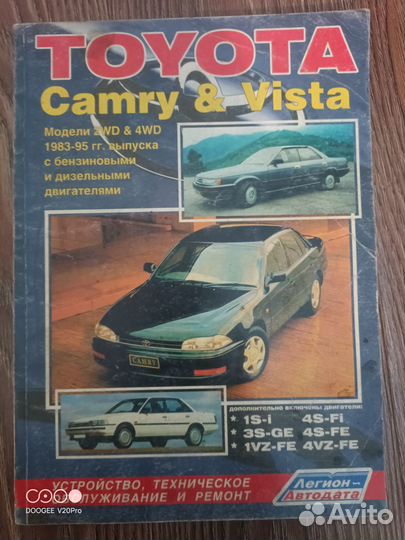 TOYOTA
Camry & Vista
Модели 2WD & 4WD
1983-95 гг. выпуска
с бензиновыми
и дизельными
двигателями
CAMRY
дополнительно включены двигатели:
* 1S-i 4S-Fi
* 3S-GE 4S-FE
* 1VZ-FE 4VZ-FE
УСТРОЙСТВО, ТЕХНИЧЕСКОЕ
ОБСЛУЖИВАНИЕ И РЕМОНТ
Легион-
Автодата
DOOGEE V20Pro
Avito